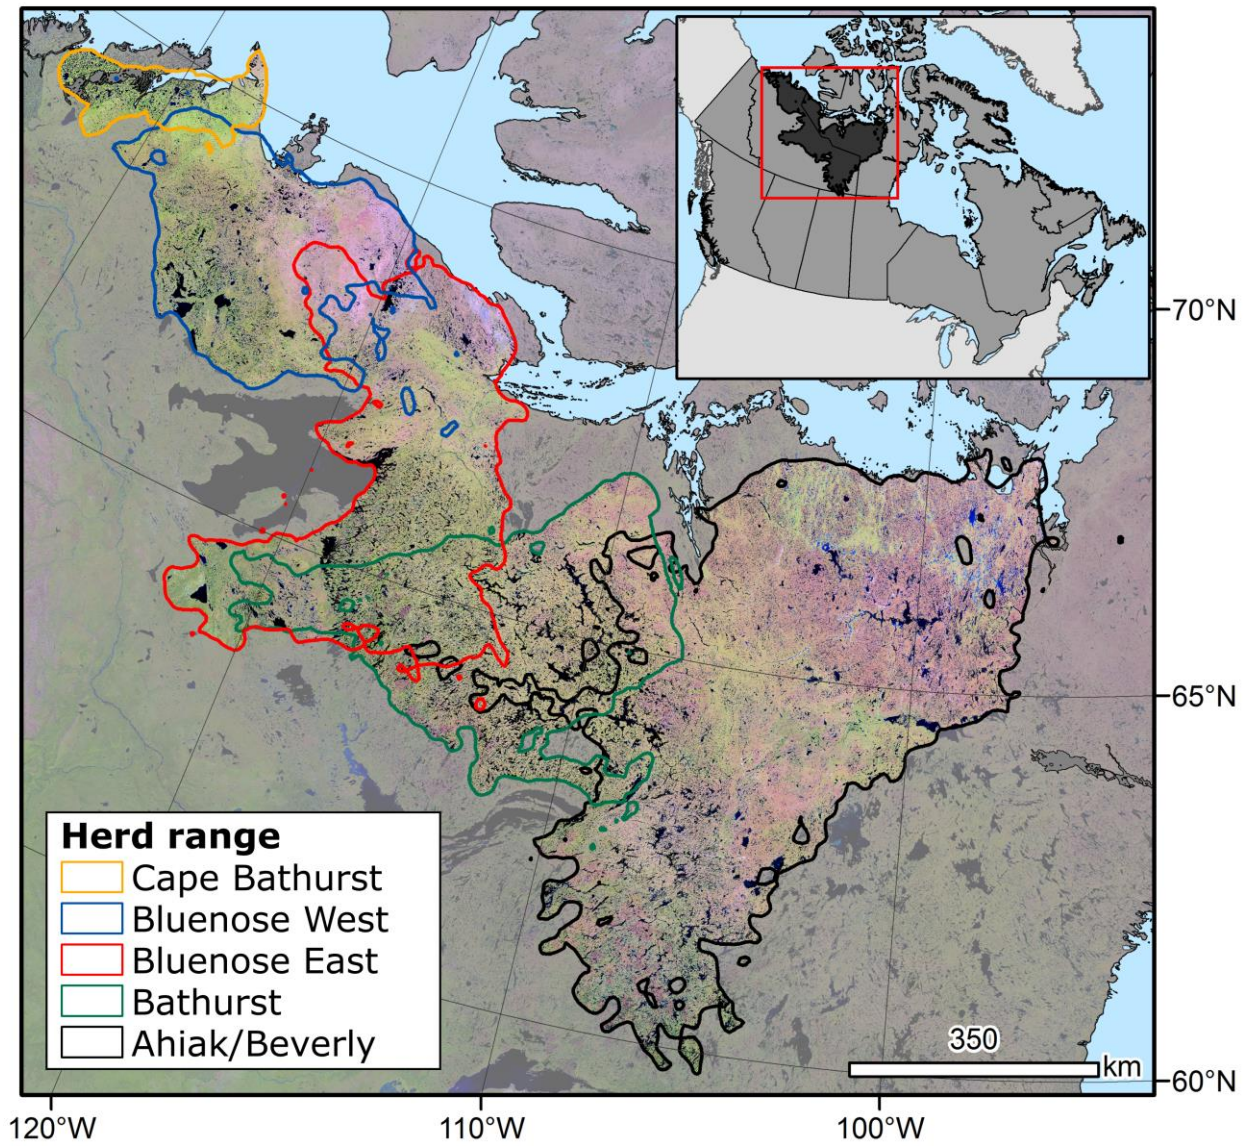 70°N
65°N
Herd range
Cape Bathurst
Bluenose West
Bluenose East
Bathurst
Ahiak/Beverly
350
km
60°N
120°W
110°W
100°W